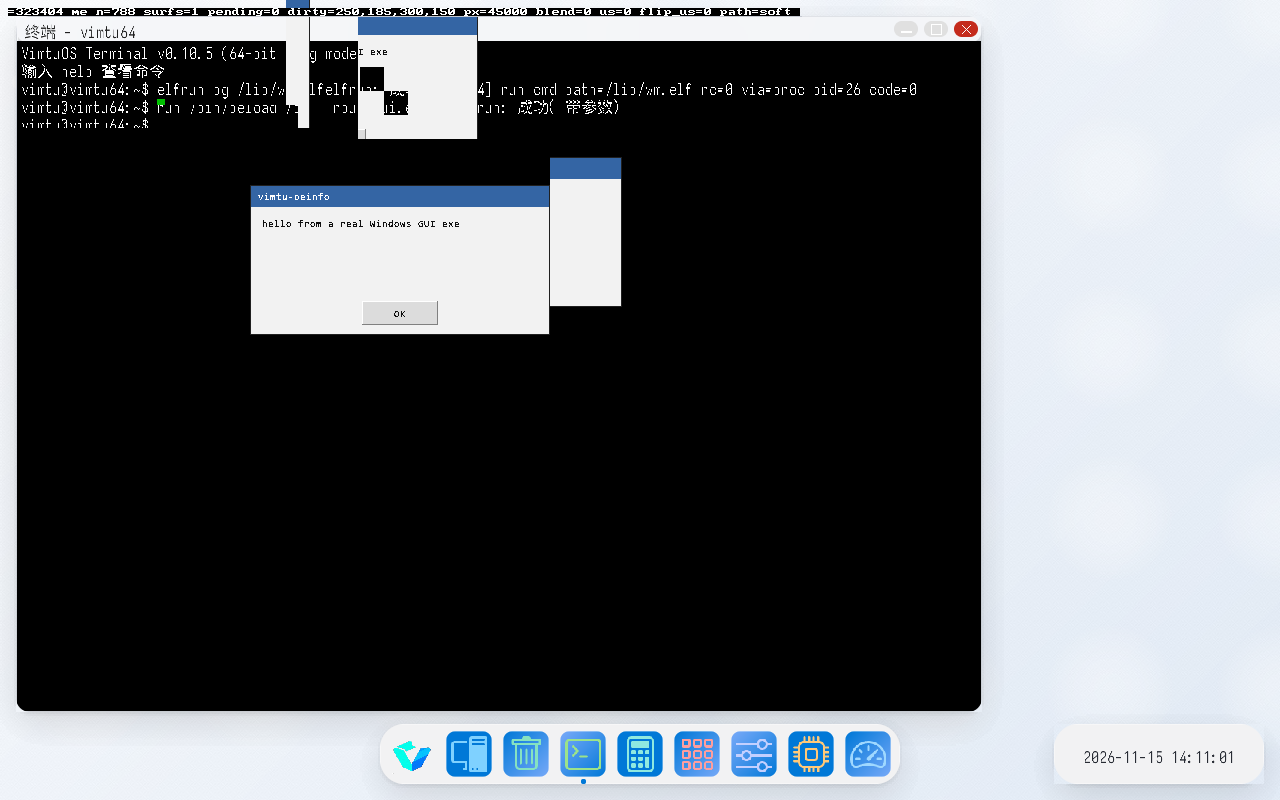 =323404 me n=788 surfs=1 pending=0 dirty=250,185,300,150 px=45000 blend=0 us=0 flip_us=0 path=soft
终端 - vimtu64
VimtuOS Terminal v0.10.5 (64-bit g mode
I exe
输入 help 查看命令
vimtu@vimtu64:~$ elfrun bg /lib/w lfelfrun: 4] run cmd path=/lib/wm.elf rc=0 via=proc pid=26 code=0
vimtu@vimtu64:~$ run /bin/peload / ui.e run: 成功( 带参数)
vimtu@vimtu64:~$
vimtu-peinfo
hello from a real Windows GUI exe
OK
2026-11-15 14:11:01